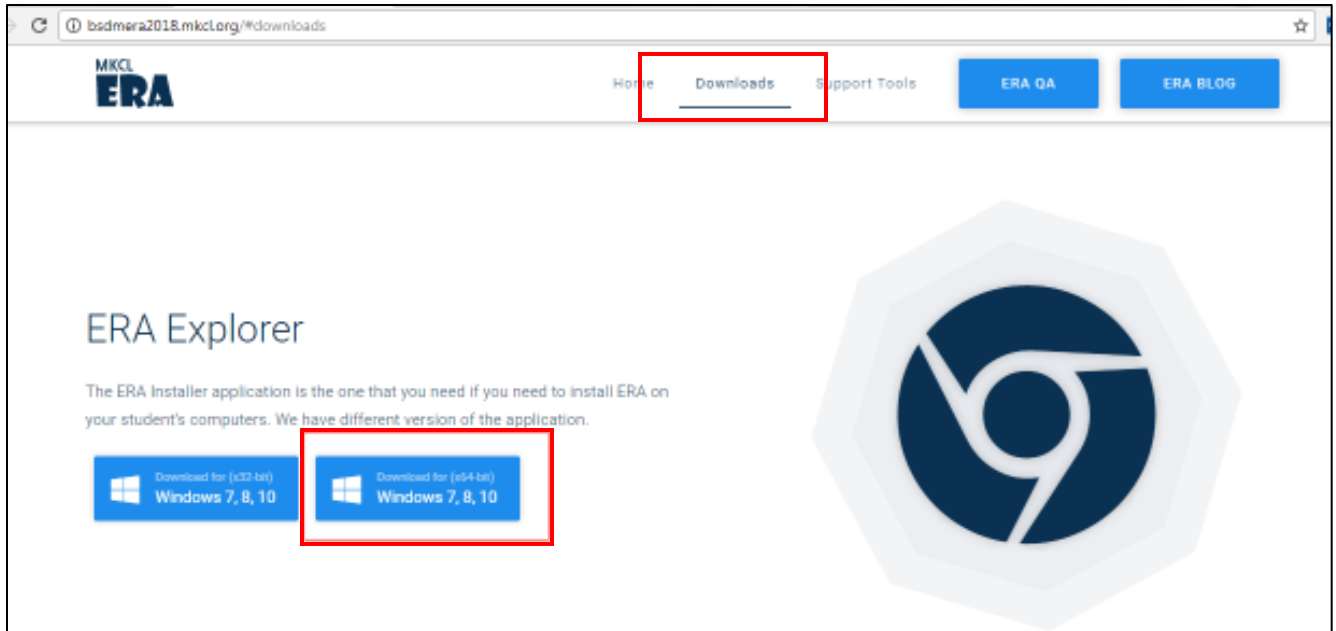 bsdmera2018.mkcl.org/#downloads
MKCL
ERA
Home
Downloads
Support Tools
ERA QA
ERA BLOG
ERA Explorer
The ERA Installer application is the one that you need if you need to install ERA on
your student's computers. We have different version of the application.
Download for (x32-bit)
Windows 7, 8, 10
Download for (x64-bit)
Windows 7, 8, 10